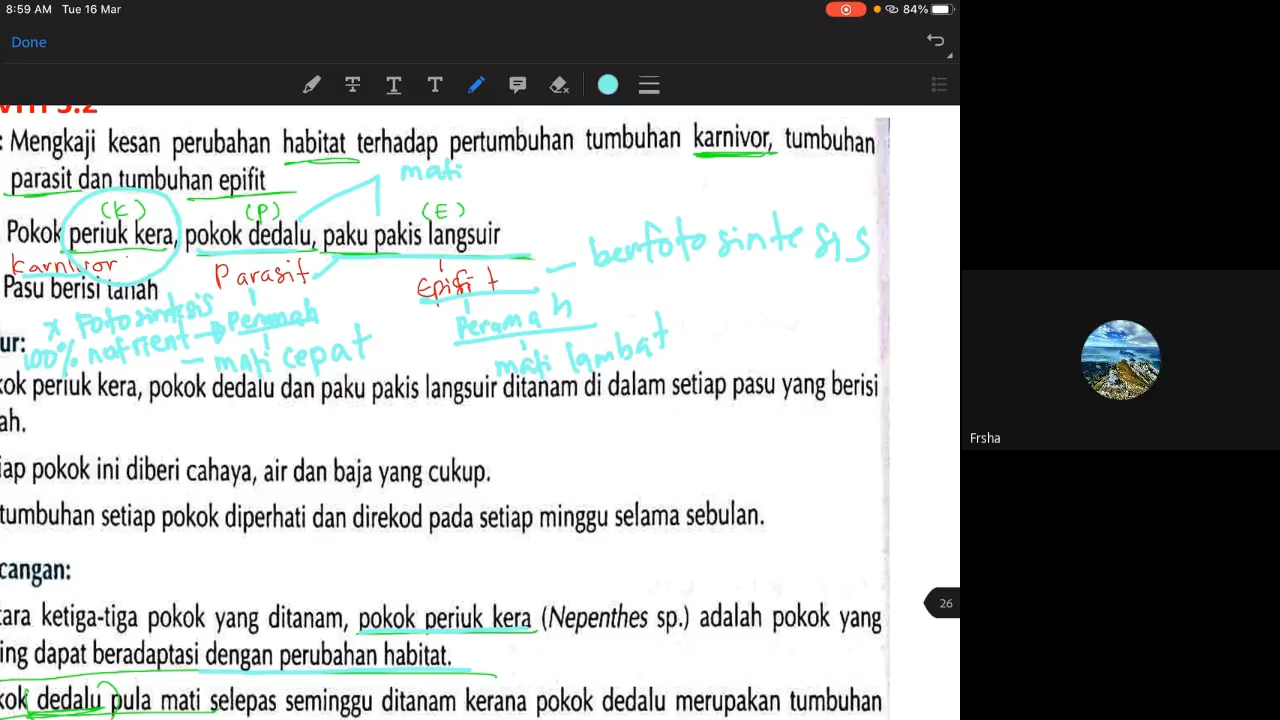 8:59 AM Tue 16 Mar
84%
Done
: Mengkaji kesan perubahan habitat terhadap pertumbuhan tumbuhan karnivor, tumbuhan
parasit dan tumbuhan epifit
mati
(K) (P) (E)
Pokok periuk kera, pokok dedalu, paku pakis langsuir
berfotosintesis
Karnivor Parasit Epifit
Pasu berisi tanah
x Fotosintesis
100% nutrient → Perumah
Peramah
- mati cepat
mati lambat
ur:
kok periuk kera, pokok dedalu dan paku pakis langsuir ditanam di dalam setiap pasu yang berisi
ah.
iap pokok ini diberi cahaya, air dan baja yang cukup.
tumbuhan setiap pokok diperhati dan direkod pada setiap minggu selama sebulan.
cangan:
tara ketiga-tiga pokok yang ditanam, pokok periuk kera (Nepenthes sp.) adalah pokok yang
ing dapat beradaptasi dengan perubahan habitat.
kok (dedalu) pula mati selepas seminggu ditanam kerana pokok dedalu merupakan tumbuhan
26
Frsha